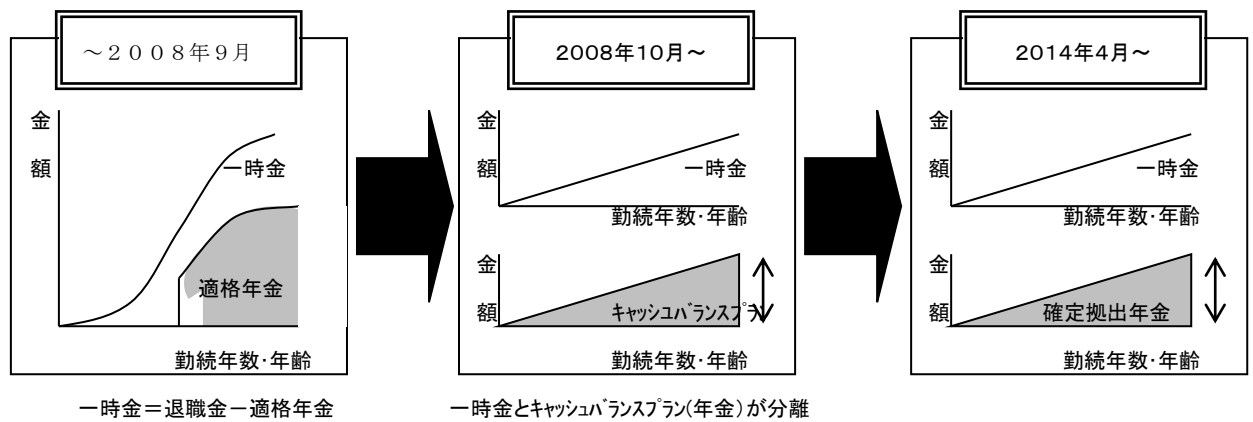 ～２００８年９月
金
額
一時金
適格年金
勤続年数・年齢
一時金＝退職金－適格年金
2008年10月～
金
額
一時金
勤続年数・年齢
金
額
ｷｬｯｼｭﾊﾞﾗﾝｽﾌﾟﾗﾝ
勤続年数・年齢
一時金とｷｬｯｼｭﾊﾞﾗﾝｽﾌﾟﾗﾝ(年金)が分離
2014年4月～
金
額
一時金
勤続年数・年齢
金
額
確定拠出年金
勤続年数・年齢